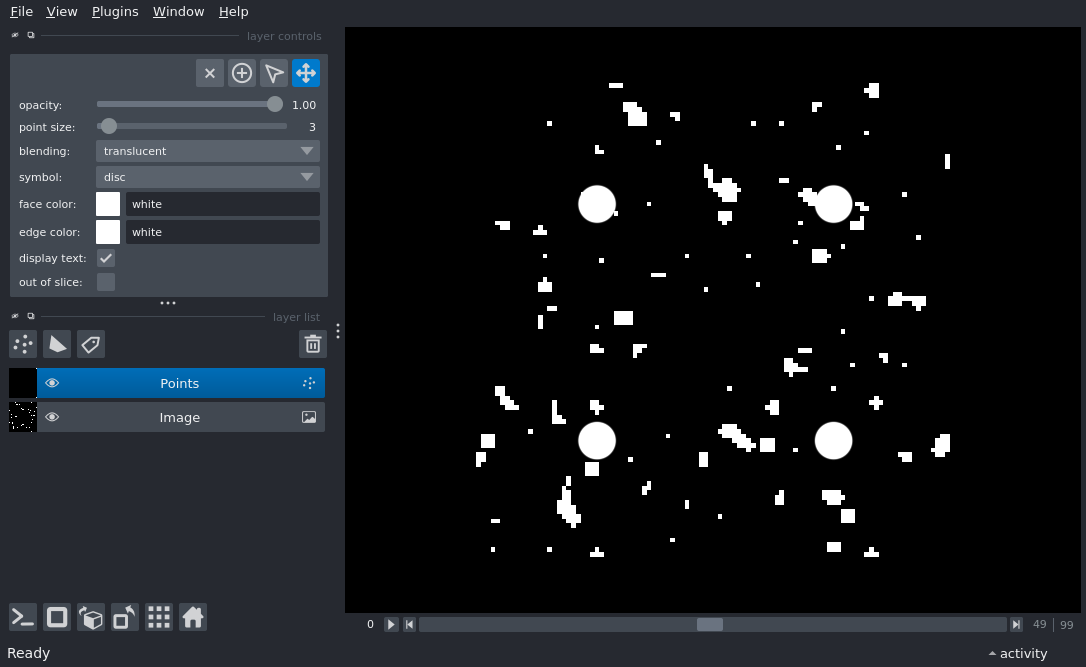 File View Plugins Window Help
layer controls
opacity: 1.00
point size: 3
blending: translucent
symbol: disc
face color: white
edge color: white
display text:
out of slice:
layer list
Points
Image
0 49 | 99
Ready activity